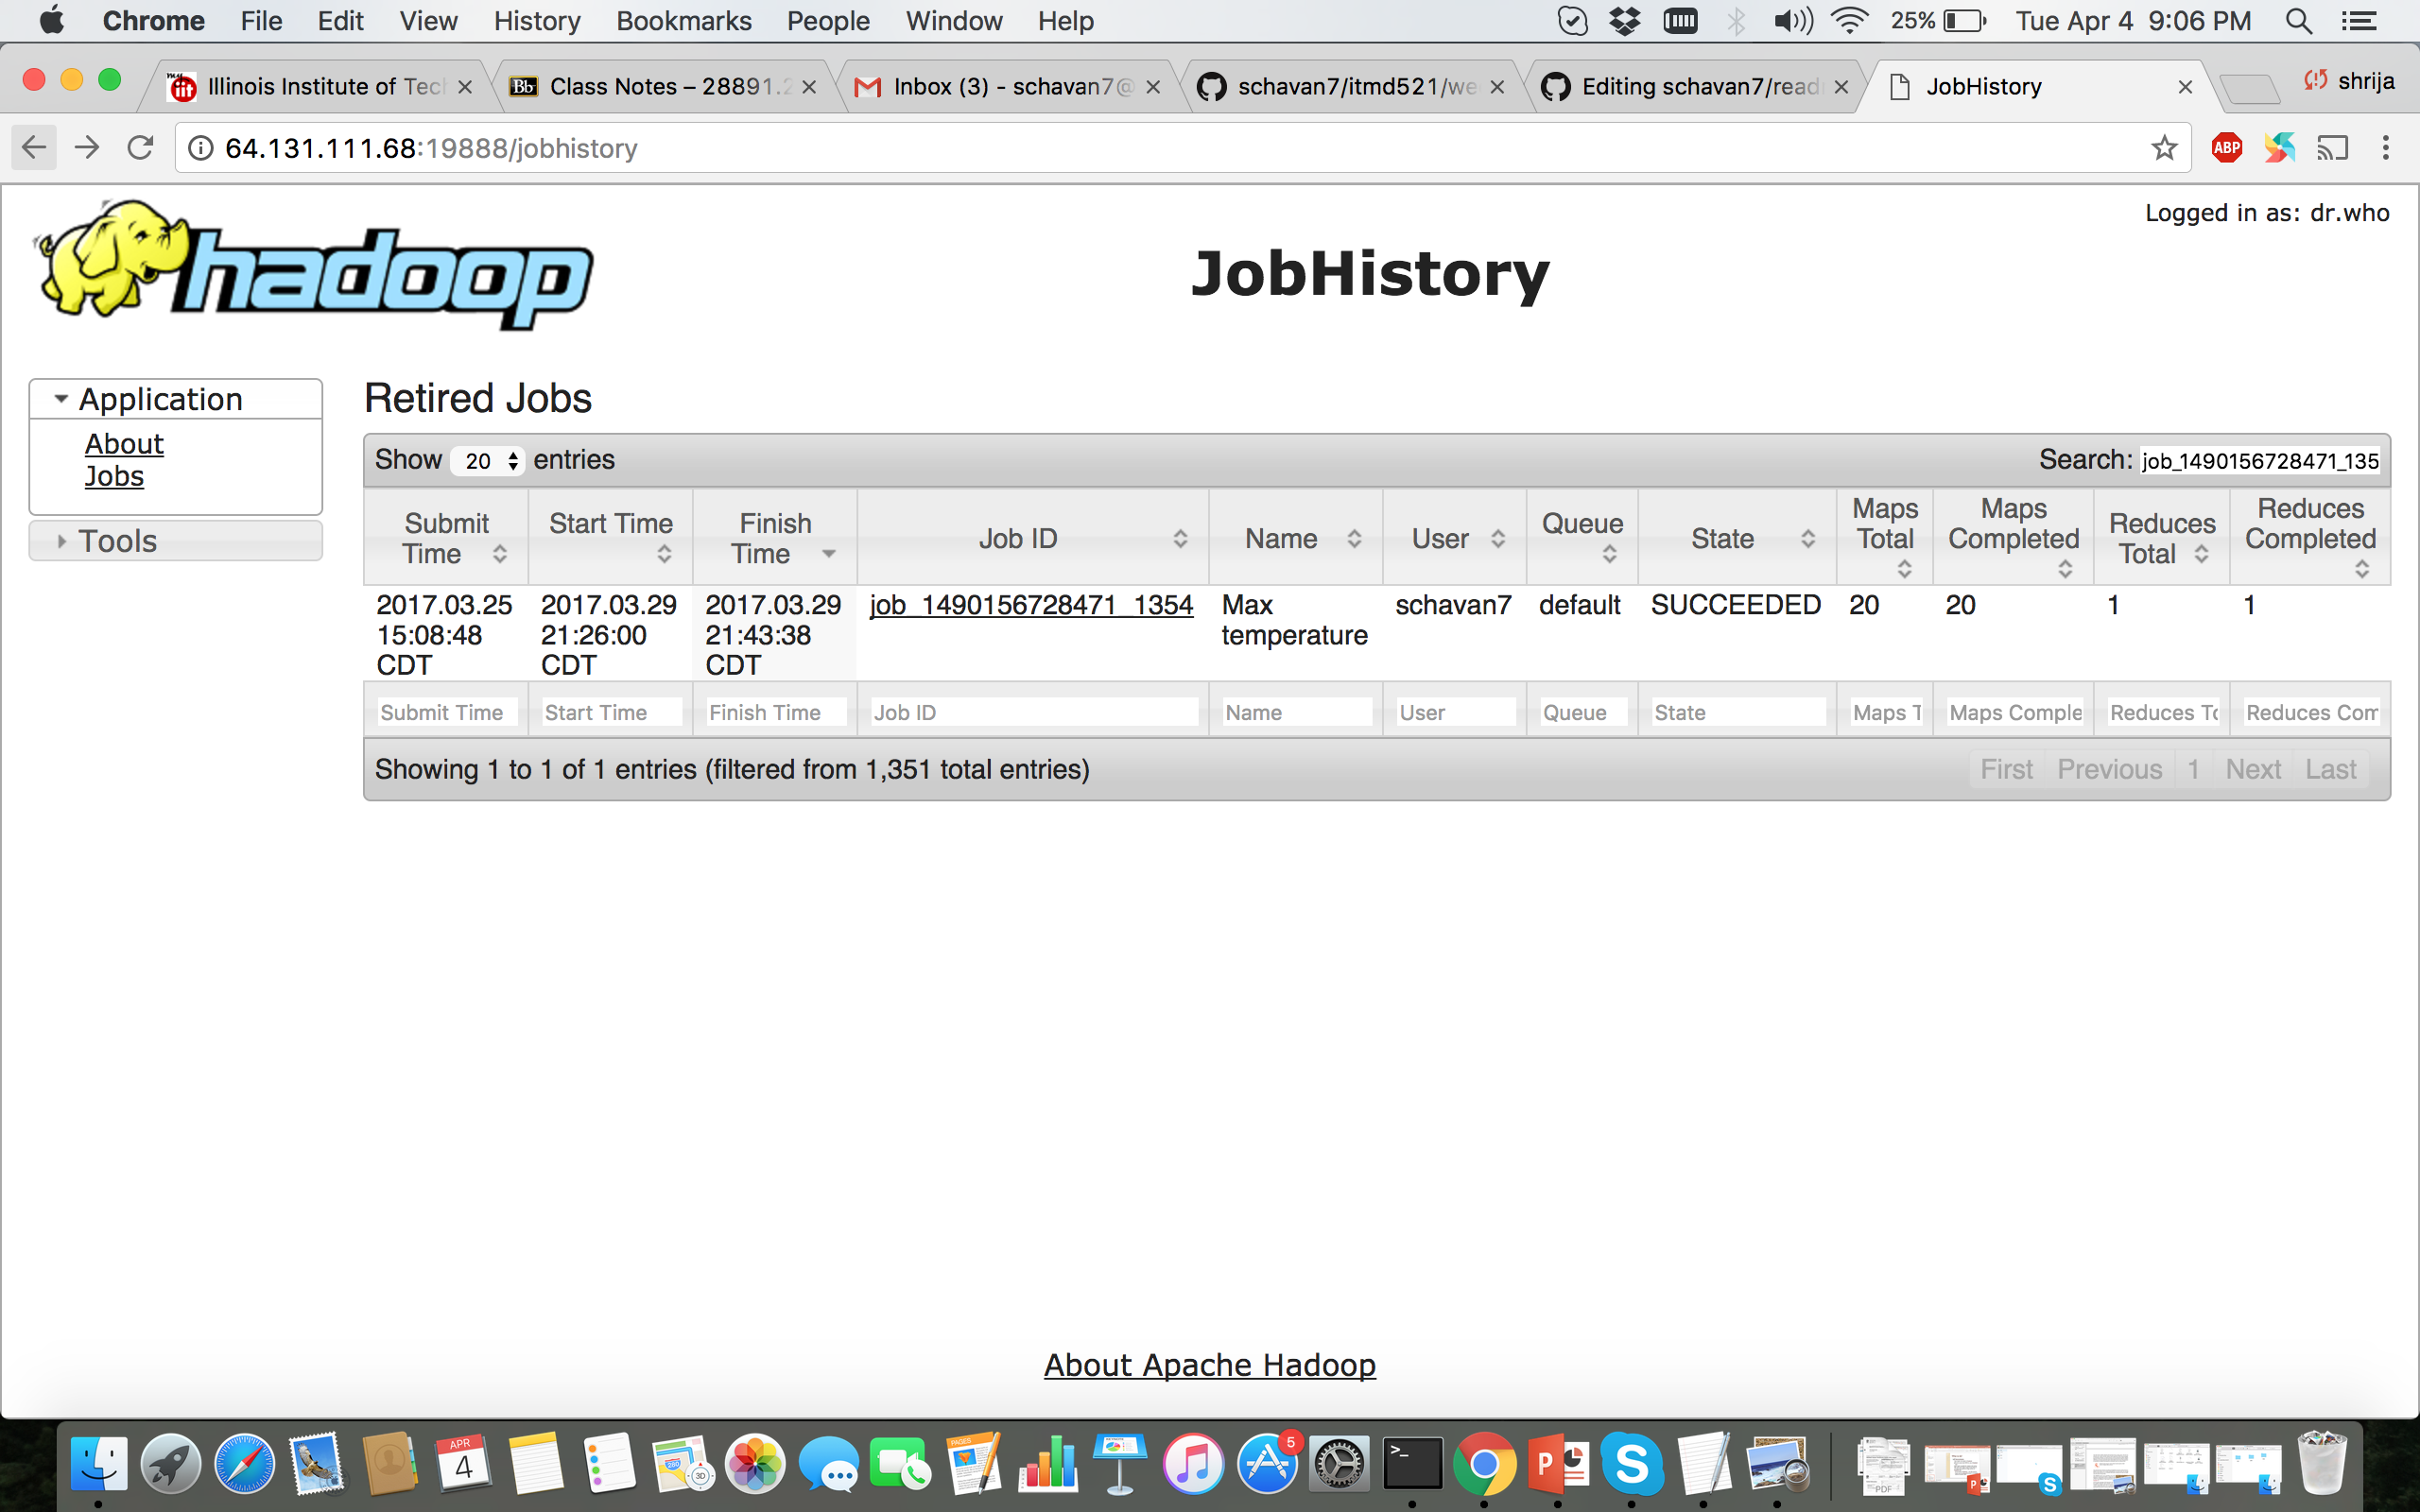 Chrome File Edit View History Bookmarks People Window Help 25% Tue Apr 4 9:06 PM
Illinois Institute of Tec Class Notes – 28891.2 Inbox (3) - schavan7@ schavan7/itmd521/we Editing schavan7/read JobHistory shrija
64.131.111.68:19888/jobhistory ABP
Logged in as: dr.who
hadoop
JobHistory
Application
About
Jobs
Tools
Retired Jobs
Show 20 entries Search: job_1490156728471_135
Submit Time Start Time Finish Time Job ID Name User Queue State Maps Total Maps Completed Reduces Total Reduces Completed
2017.03.25 15:08:48 CDT 2017.03.29 21:26:00 CDT 2017.03.29 21:43:38 CDT job_1490156728471_1354 Max temperature schavan7 default SUCCEEDED 20 20 1 1
Submit Time Start Time Finish Time Job ID Name User Queue State Maps T Maps Comple Reduces To Reduces Com
Showing 1 to 1 of 1 entries (filtered from 1,351 total entries) First Previous 1 Next Last
About Apache Hadoop
APR
4
PAGES
280
3D
5